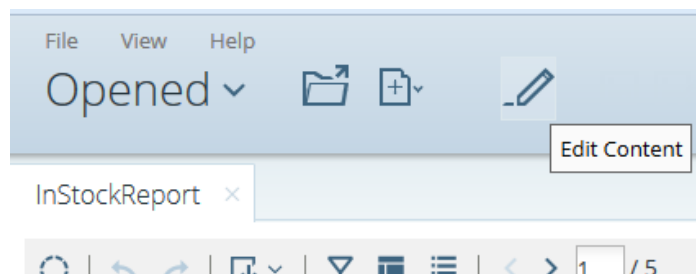 File View Help
Opened
Edit Content
InStockReport
1 / 5